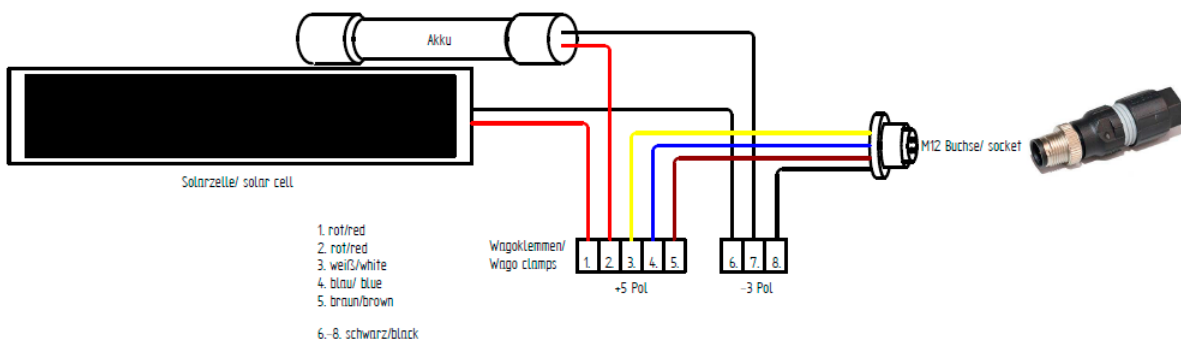 Akku
M12 Buchse/ socket
Solarzelle/ solar cell
1. rot/red
2. rot/red
3. weiß/white
4. blau/ blue
5. braun/brown
6.-8. schwarz/black
Wagoklemmen/
Wago clamps
1. 2. 3. 4. 5.
6. 7. 8.
+5 Pol
-3 Pol